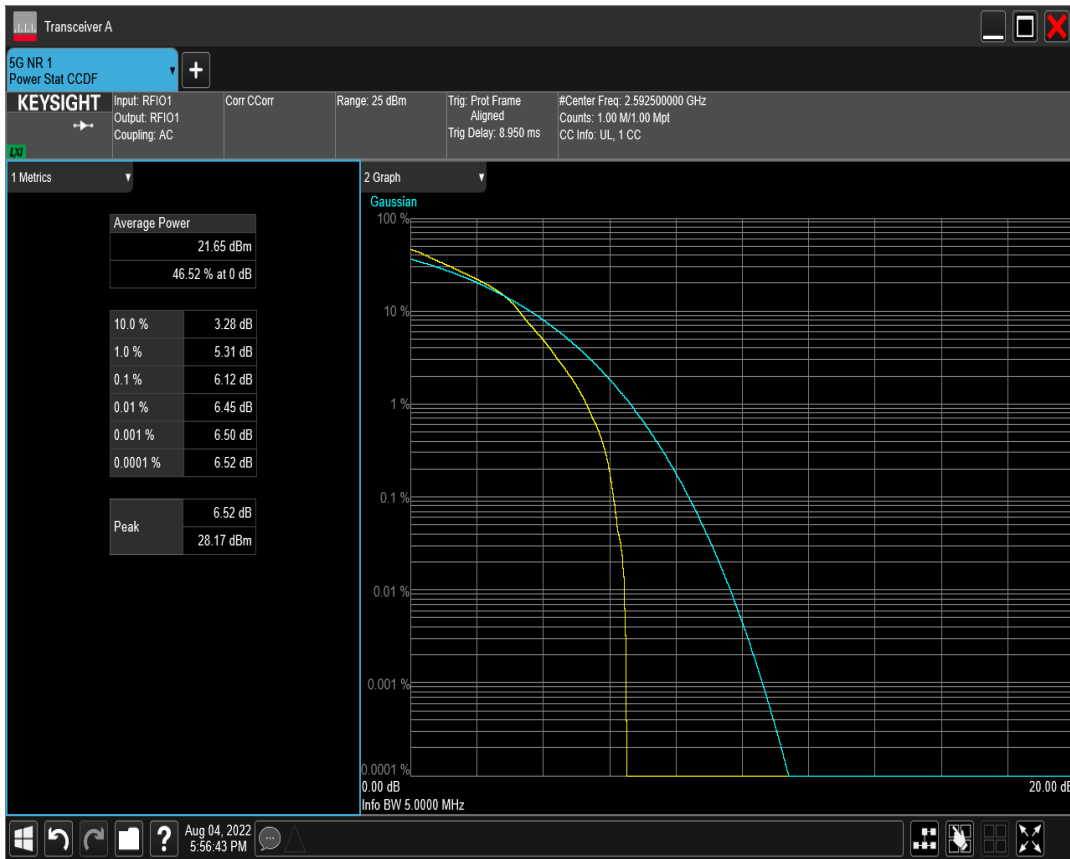 Transceiver A
5G NR 1
Power Stat CCDF
+
KEYSIGHT
LXI
Input: RFIO1
Output: RFIO1
Coupling: AC
Corr CCorr
Range: 25 dBm
Trig: Prot Frame
Aligned
Trig Delay: 8.950 ms
#Center Freq: 2.592500000 GHz
Counts: 1.00 M/1.00 Mpt
CC Info: UL, 1 CC
1 Metrics
Average Power
21.65 dBm
46.52 % at 0 dB
10.0 % 3.28 dB
1.0 % 5.31 dB
0.1 % 6.12 dB
0.01 % 6.45 dB
0.001 % 6.50 dB
0.0001 % 6.52 dB
Peak
6.52 dB
28.17 dBm
2 Graph
Gaussian
100 %
10 %
1 %
0.1 %
0.01 %
0.001 %
0.0001 %
0.00 dB 20.00 dB
Info BW 5.0000 MHz
?
Aug 04, 2022
5:56:43 PM